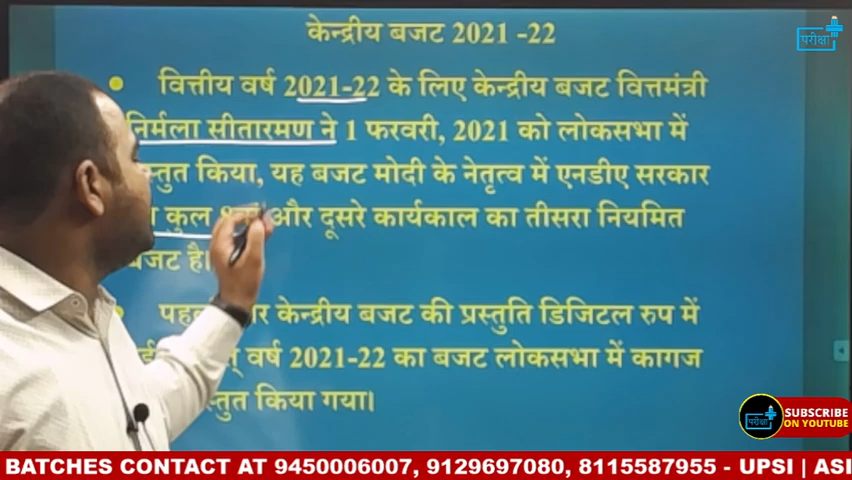 केन्द्रीय बजट 2021 -22
परीक्षा
वित्तीय वर्ष 2021-22 के लिए केन्द्रीय बजट वित्तमंत्री
निर्मला सीतारमण ने 1 फरवरी, 2021 को लोकसभा में
किया, यह बजट मोदी के नेतृत्व में एनडीए सरकार
कुल और दूसरे कार्यकाल का तीसरा नियमित
है।
केन्द्रीय बजट की प्रस्तुति डिजिटल रुप में
वर्ष 2021-22 का बजट लोकसभा में कागज
किया गया।
परीक्षा
SUBSCRIBE
ON YOUTUBE
BATCHES CONTACT AT 9450006007, 9129697080, 8115587955 - UPSI | ASI